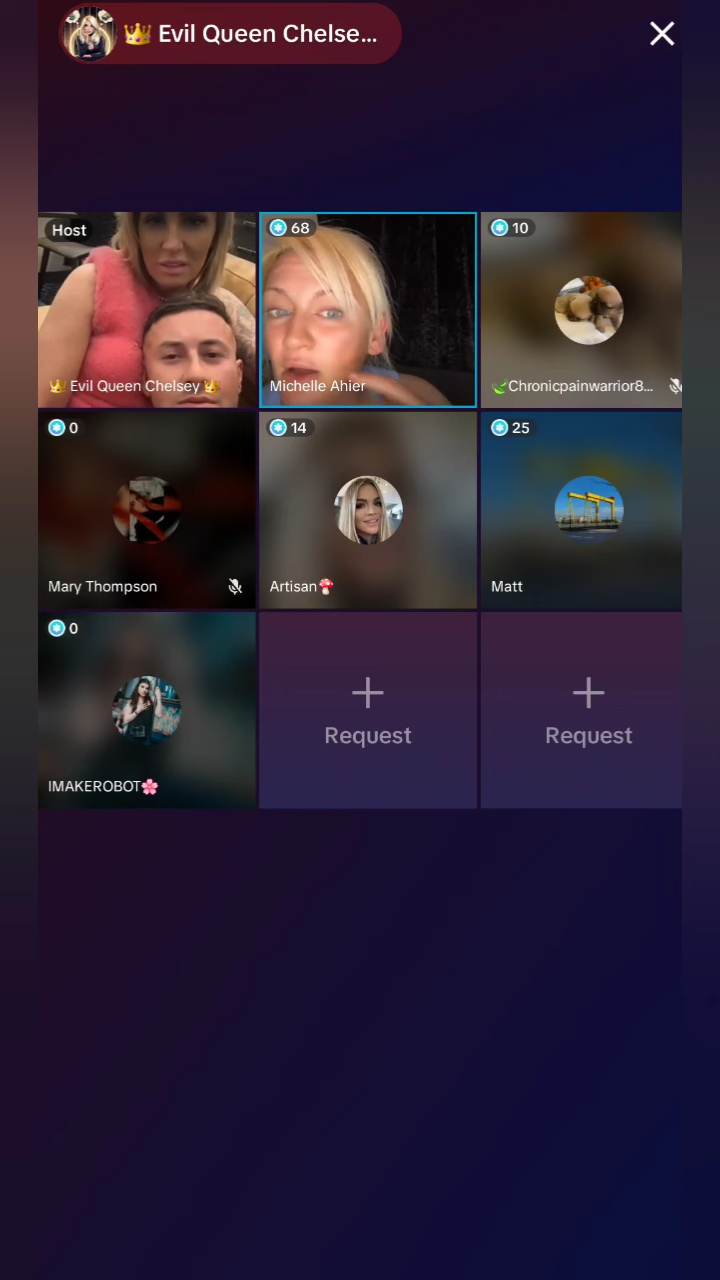 👑 Evil Queen Chelse...
Host
👑 Evil Queen Chelsey 👑
68
Michelle Ahier
10
🌿Chronicpainwarrior8...
0
Mary Thompson
14
Artisan🍄
25
Matt
0
IMAKEROBOT🌸
Request
Request